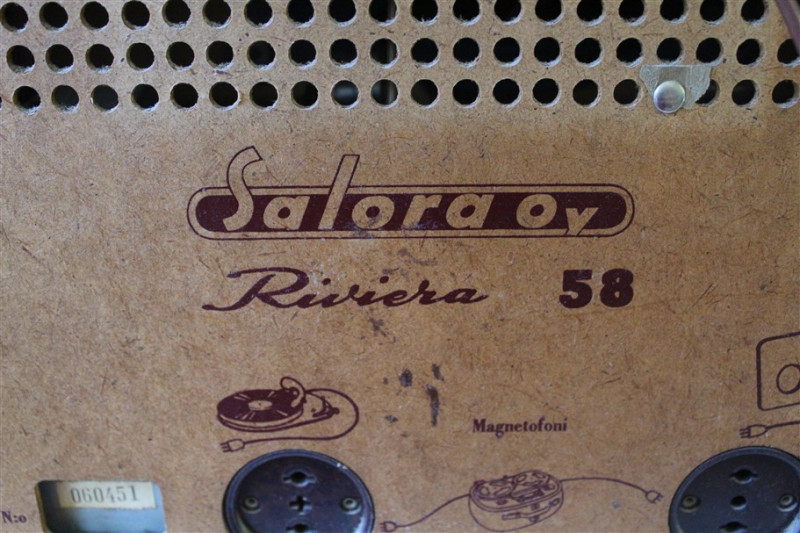 Salora oy
Riviera 58
Magnetofoni
N:o 060451